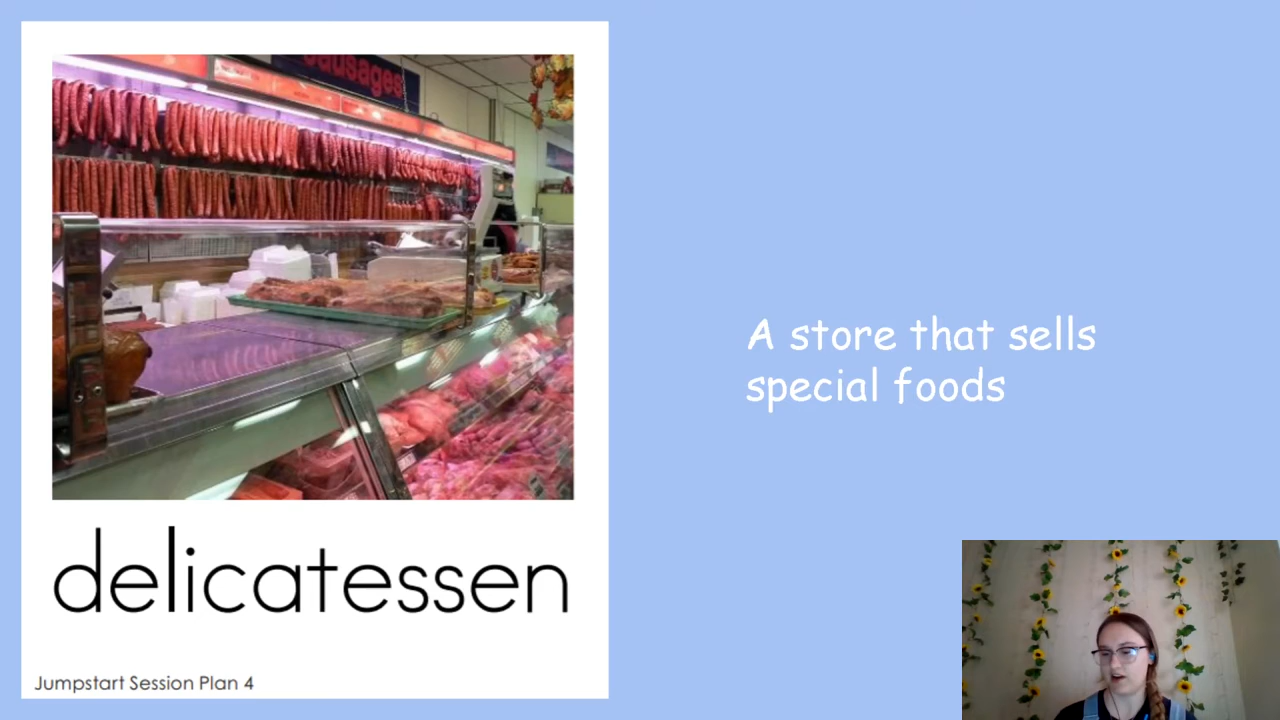 sausages
delicatessen
Jumpstart Session Plan 4
A store that sells
special foods